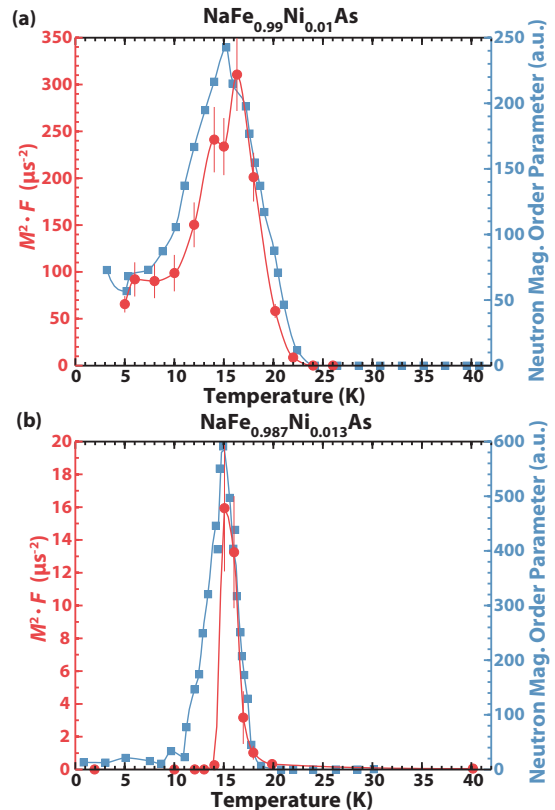 (a)
NaFe0.99Ni0.01As
350
300
250
200
150
100
50
0
M²· F (µs⁻²)
250
200
150
100
50
0
Neutron Mag. Order Parameter (a.u.)
0 5 10 15 20 25 30 35 40
Temperature (K)
(b)
NaFe0.987Ni0.013As
20
18
16
14
12
10
8
6
4
2
0
M²· F (µs⁻²)
600
500
400
300
200
100
0
Neutron Mag. Order Parameter (a.u.)
0 5 10 15 20 25 30 35 40
Temperature (K)